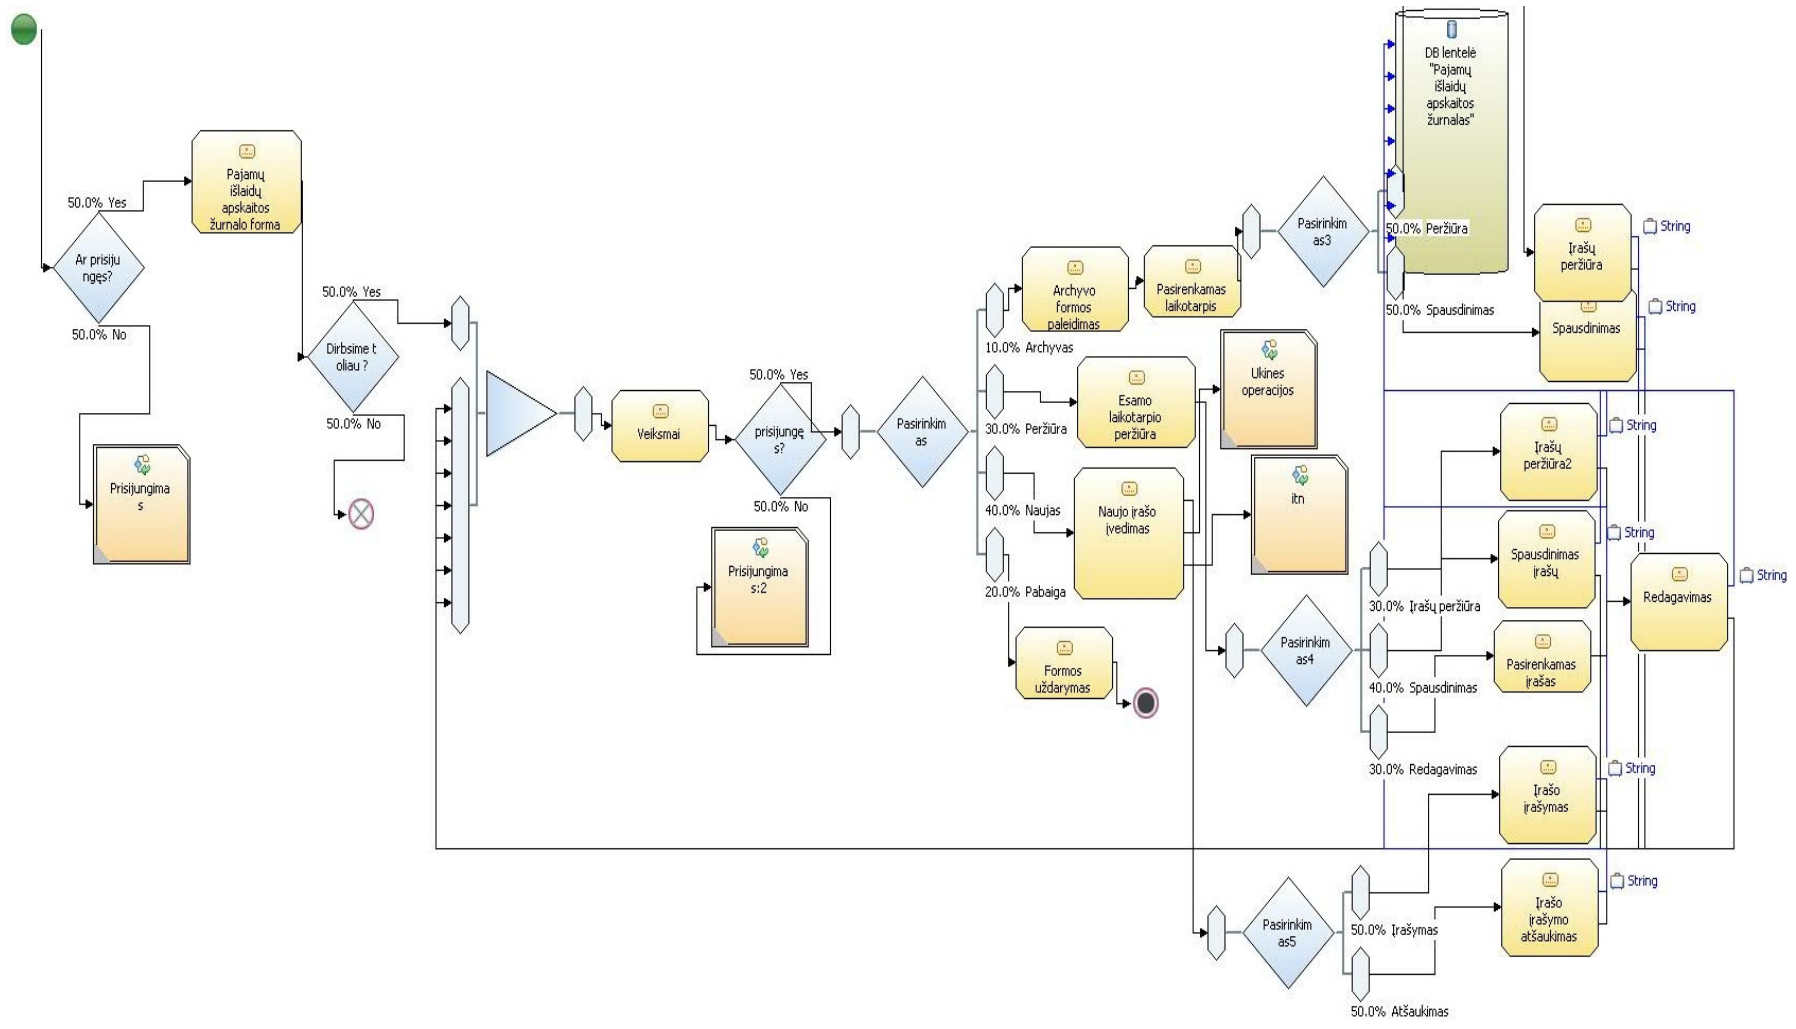 DB lentelė
"Pajamų
išlaidų
apskaitos
žurnalas"
Pajamų
išlaidų
apskaitos
žurnalo forma
50.0% Yes
Ar prisiju
ngęs?
50.0% No
Prisijungima
s
50.0% Yes
Dirbsime t
oliau ?
50.0% No
Veiksmai
50.0% Yes
prisijungę
s?
50.0% No
Prisijungima
s:2
Pasirinkim
as
10.0% Archyvas
30.0% Peržiūra
40.0% Naujas
20.0% Pabaiga
Archyvo
formos
paleidimas
Pasirenkamas
laikotarpis
Esamo
laikotarpio
peržiūra
Naujo įrašo
įvedimas
Formos
uždarymas
Ukines
operacijos
itn
Pasirinkim
as3
50.0% Peržiūra
50.0% Spausdinimas
Įrašų
peržiūra
String
Spausdinimas
String
Pasirinkim
as4
30.0% Įrašų peržiūra
40.0% Spausdinimas
30.0% Redagavimas
Įrašų
peržiūra2
String
Spausdinimas
įrašų
String
Pasirenkamas
įrašas
Redagavimas
String
Pasirinkim
as5
50.0% Įrašymas
50.0% Atšaukimas
Įrašo
įrašymas
String
Įrašo
įrašymo
atšaukimas
String